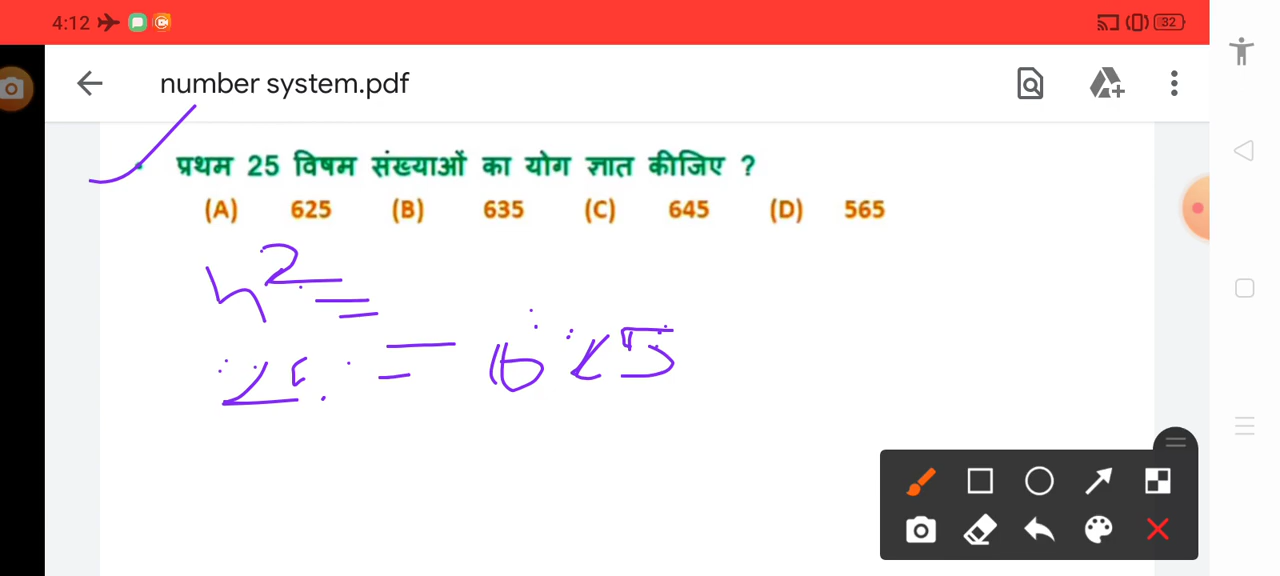 4:12 32
number system.pdf
प्रथम 25 विषम संख्याओं का योग ज्ञात कीजिए ?
(A) 625 (B) 635 (C) 645 (D) 565
n² =
25 = 625